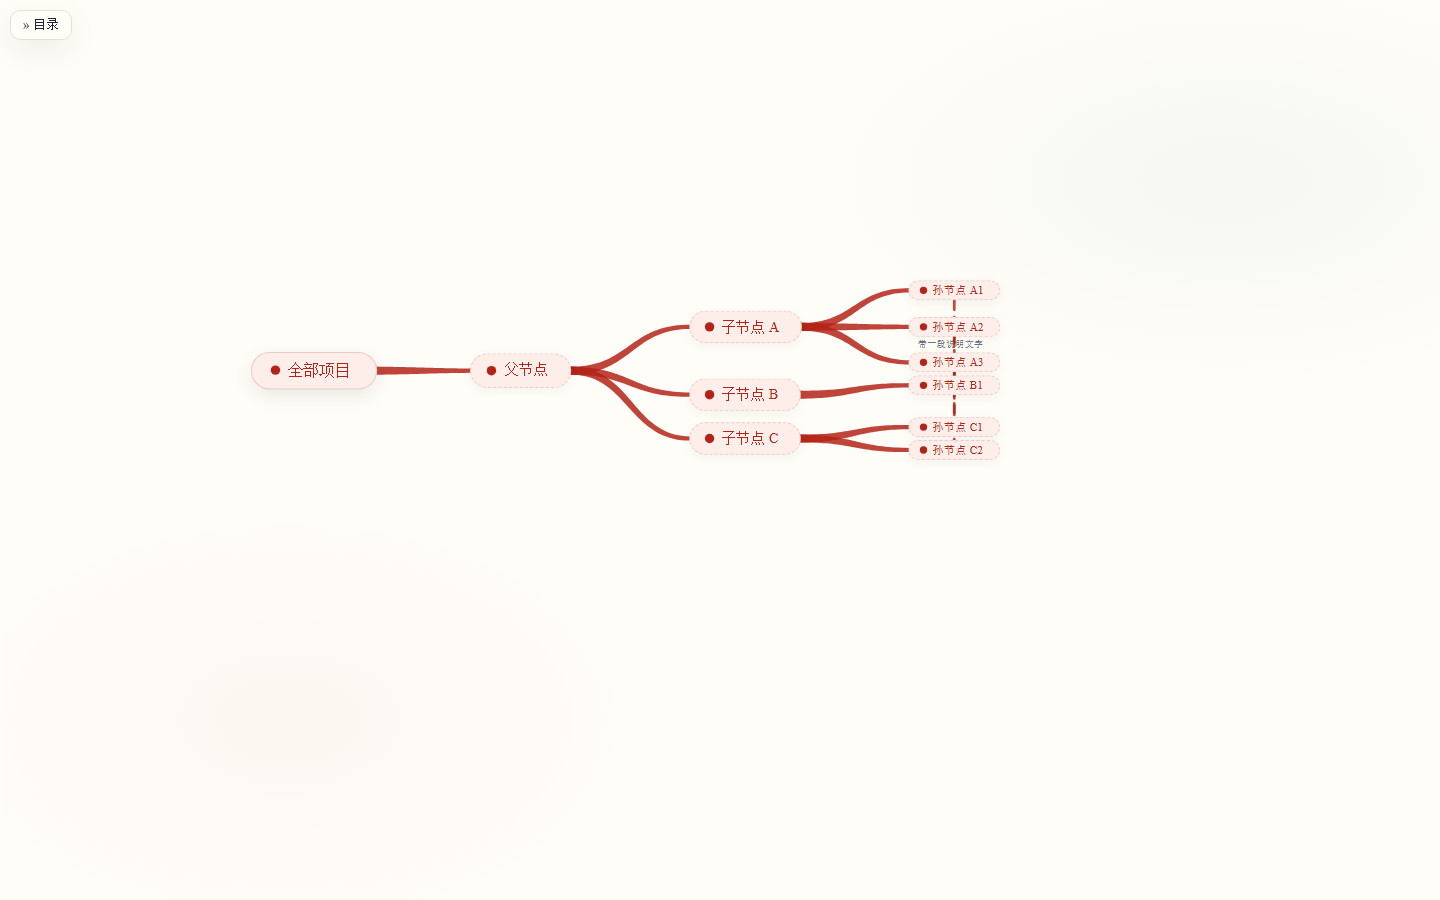 » 目录
全部项目
父节点
子节点 A
孙节点 A1
孙节点 A2
带一段说明文字
孙节点 A3
子节点 B
孙节点 B1
子节点 C
孙节点 C1
孙节点 C2